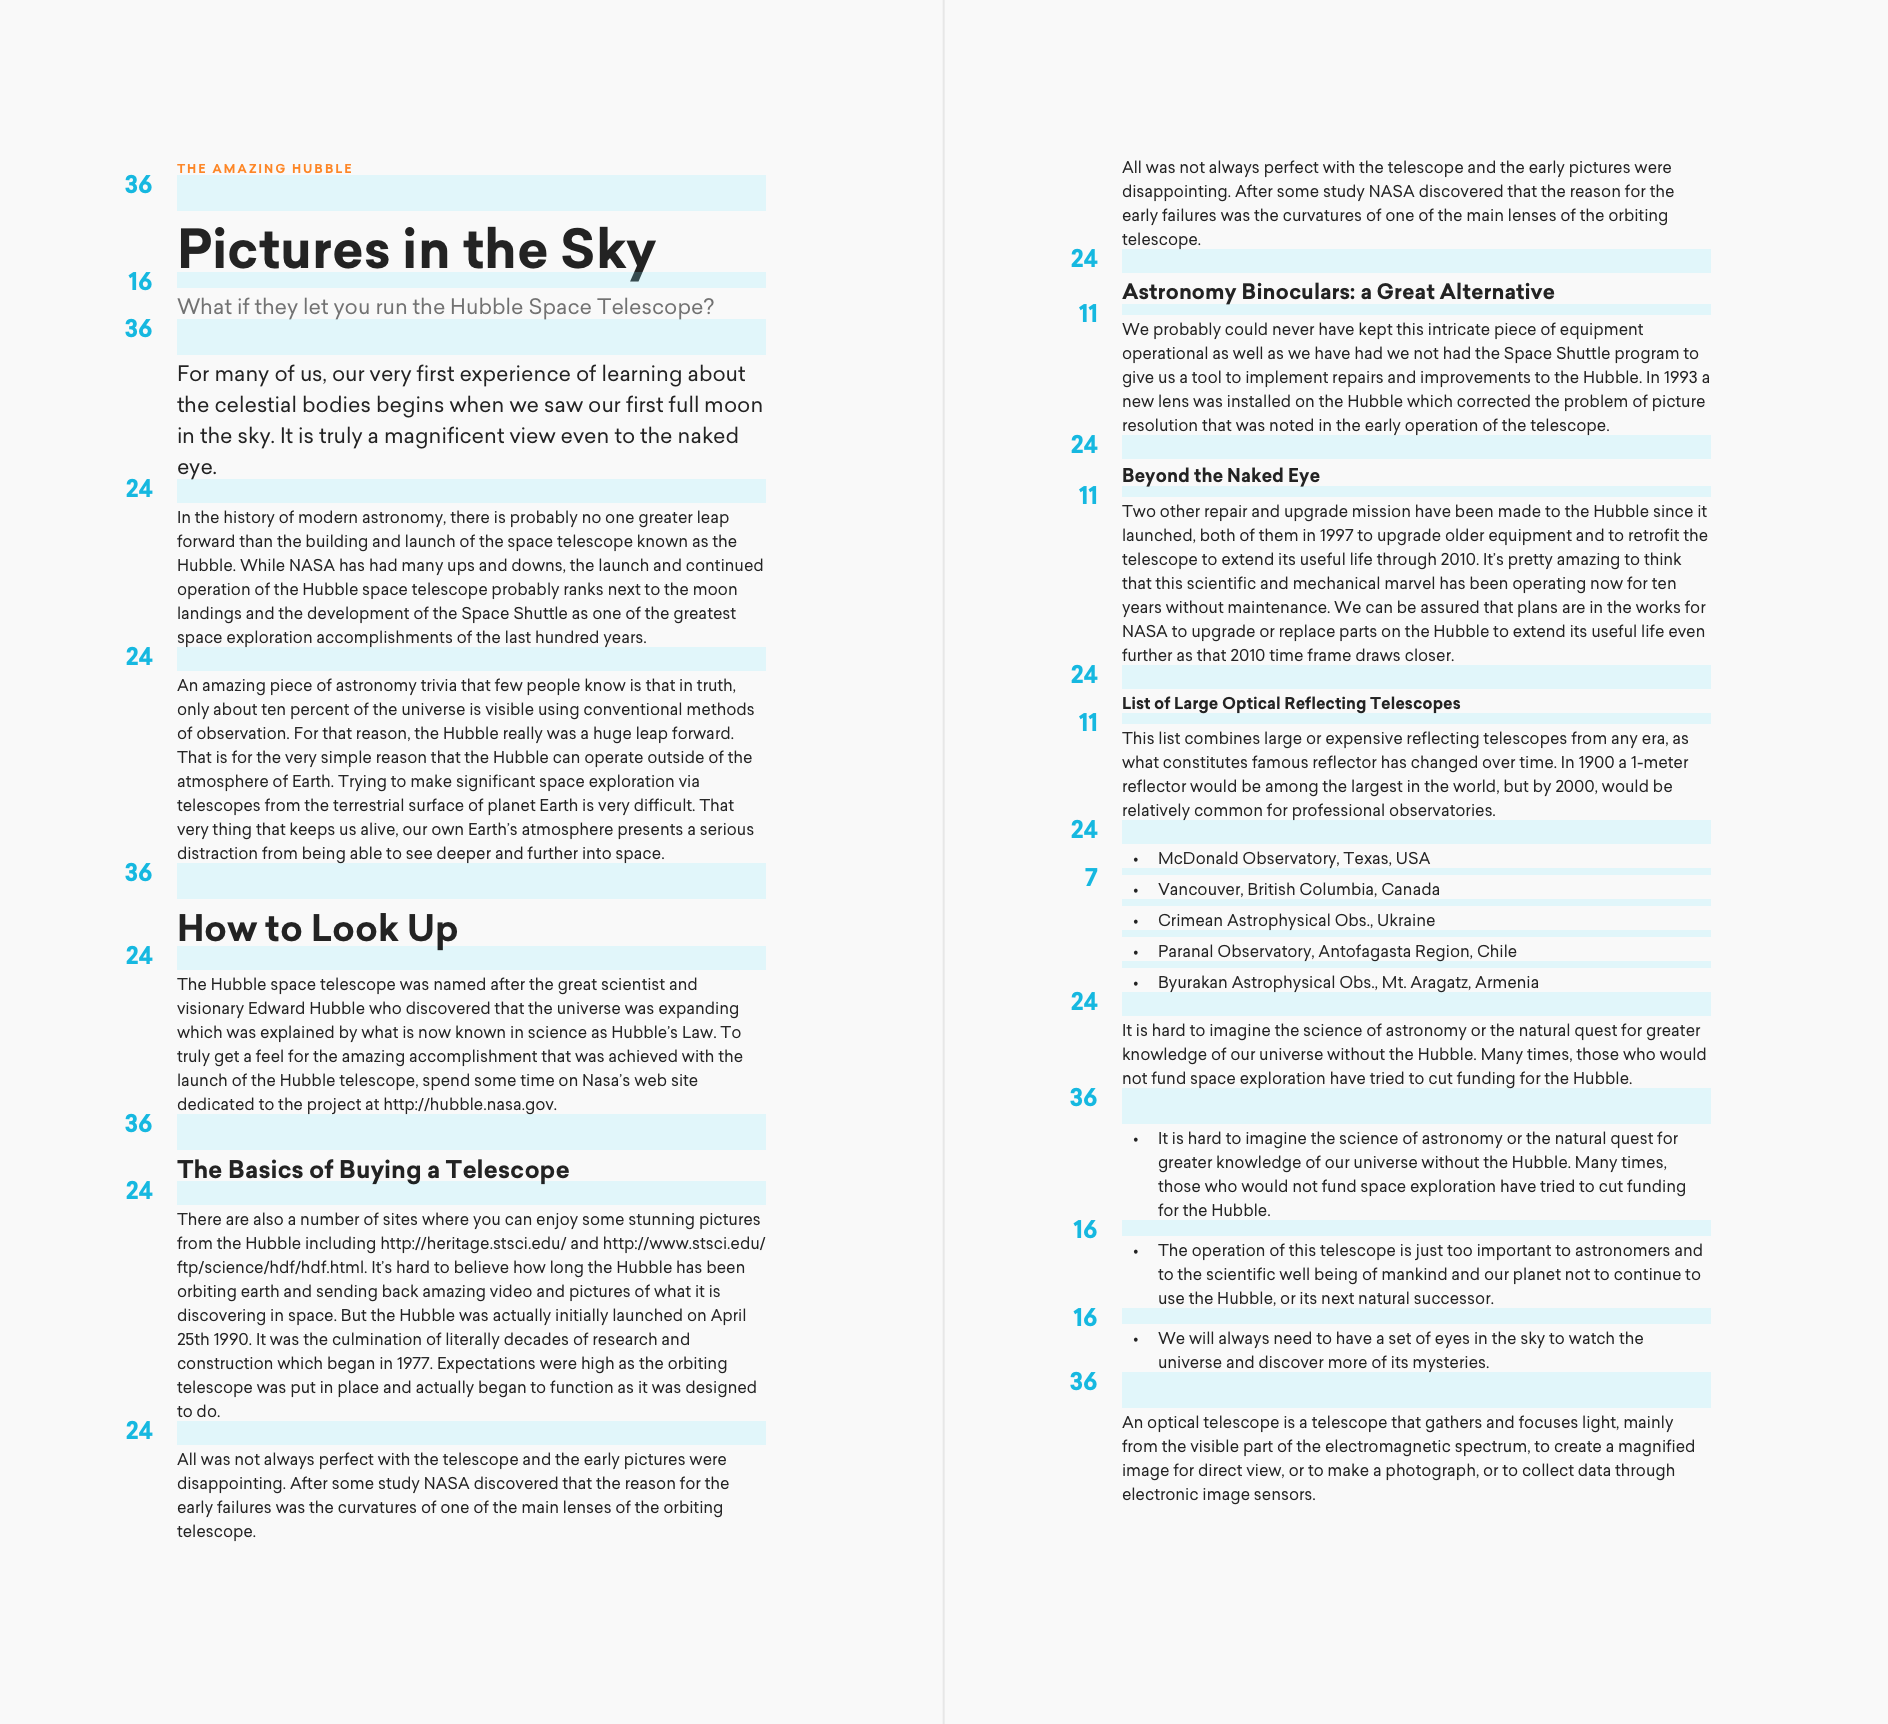 THE AMAZING HUBBLE
36
Pictures in the Sky
16
What if they let you run the Hubble Space Telescope?
36
For many of us, our very first experience of learning about
the celestial bodies begins when we saw our first full moon
in the sky. It is truly a magnificent view even to the naked
eye.
24
In the history of modern astronomy, there is probably no one greater leap
forward than the building and launch of the space telescope known as the
Hubble. While NASA has had many ups and downs, the launch and continued
operation of the Hubble space telescope probably ranks next to the moon
landings and the development of the Space Shuttle as one of the greatest
space exploration accomplishments of the last hundred years.
24
An amazing piece of astronomy trivia that few people know is that in truth,
only about ten percent of the universe is visible using conventional methods
of observation. For that reason, the Hubble really was a huge leap forward.
That is for the very simple reason that the Hubble can operate outside of the
atmosphere of Earth. Trying to make significant space exploration via
telescopes from the terrestrial surface of planet Earth is very difficult. That
very thing that keeps us alive, our own Earth's atmosphere presents a serious
distraction from being able to see deeper and further into space.
36
How to Look Up
24
The Hubble space telescope was named after the great scientist and
visionary Edward Hubble who discovered that the universe was expanding
which was explained by what is now known in science as Hubble's Law. To
truly get a feel for the amazing accomplishment that was achieved with the
launch of the Hubble telescope, spend some time on Nasa's web site
dedicated to the project at http://hubble.nasa.gov.
36
The Basics of Buying a Telescope
24
There are also a number of sites where you can enjoy some stunning pictures
from the Hubble including http://heritage.stsci.edu/ and http://www.stsci.edu/
ftp/science/hdf/hdf.html. It's hard to believe how long the Hubble has been
orbiting earth and sending back amazing video and pictures of what it is
discovering in space. But the Hubble was actually initially launched on April
25th 1990. It was the culmination of literally decades of research and
construction which began in 1977. Expectations were high as the orbiting
telescope was put in place and actually began to function as it was designed
to do.
24
All was not always perfect with the telescope and the early pictures were
disappointing. After some study NASA discovered that the reason for the
early failures was the curvatures of one of the main lenses of the orbiting
telescope.
All was not always perfect with the telescope and the early pictures were
disappointing. After some study NASA discovered that the reason for the
early failures was the curvatures of one of the main lenses of the orbiting
telescope.
24
Astronomy Binoculars: a Great Alternative
11
We probably could never have kept this intricate piece of equipment
operational as well as we have had we not had the Space Shuttle program to
give us a tool to implement repairs and improvements to the Hubble. In 1993 a
new lens was installed on the Hubble which corrected the problem of picture
resolution that was noted in the early operation of the telescope.
24
Beyond the Naked Eye
11
Two other repair and upgrade mission have been made to the Hubble since it
launched, both of them in 1997 to upgrade older equipment and to retrofit the
telescope to extend its useful life through 2010. It's pretty amazing to think
that this scientific and mechanical marvel has been operating now for ten
years without maintenance. We can be assured that plans are in the works for
NASA to upgrade or replace parts on the Hubble to extend its useful life even
further as that 2010 time frame draws closer.
24
List of Large Optical Reflecting Telescopes
11
This list combines large or expensive reflecting telescopes from any era, as
what constitutes famous reflector has changed over time. In 1900 a 1-meter
reflector would be among the largest in the world, but by 2000, would be
relatively common for professional observatories.
24
• McDonald Observatory, Texas, USA
7
• Vancouver, British Columbia, Canada
• Crimean Astrophysical Obs., Ukraine
• Paranal Observatory, Antofagasta Region, Chile
• Byurakan Astrophysical Obs., Mt. Aragatz, Armenia
24
It is hard to imagine the science of astronomy or the natural quest for greater
knowledge of our universe without the Hubble. Many times, those who would
not fund space exploration have tried to cut funding for the Hubble.
36
• It is hard to imagine the science of astronomy or the natural quest for
greater knowledge of our universe without the Hubble. Many times,
those who would not fund space exploration have tried to cut funding
for the Hubble.
16
• The operation of this telescope is just too important to astronomers and
to the scientific well being of mankind and our planet not to continue to
use the Hubble, or its next natural successor.
16
• We will always need to have a set of eyes in the sky to watch the
universe and discover more of its mysteries.
36
An optical telescope is a telescope that gathers and focuses light, mainly
from the visible part of the electromagnetic spectrum, to create a magnified
image for direct view, or to make a photograph, or to collect data through
electronic image sensors.